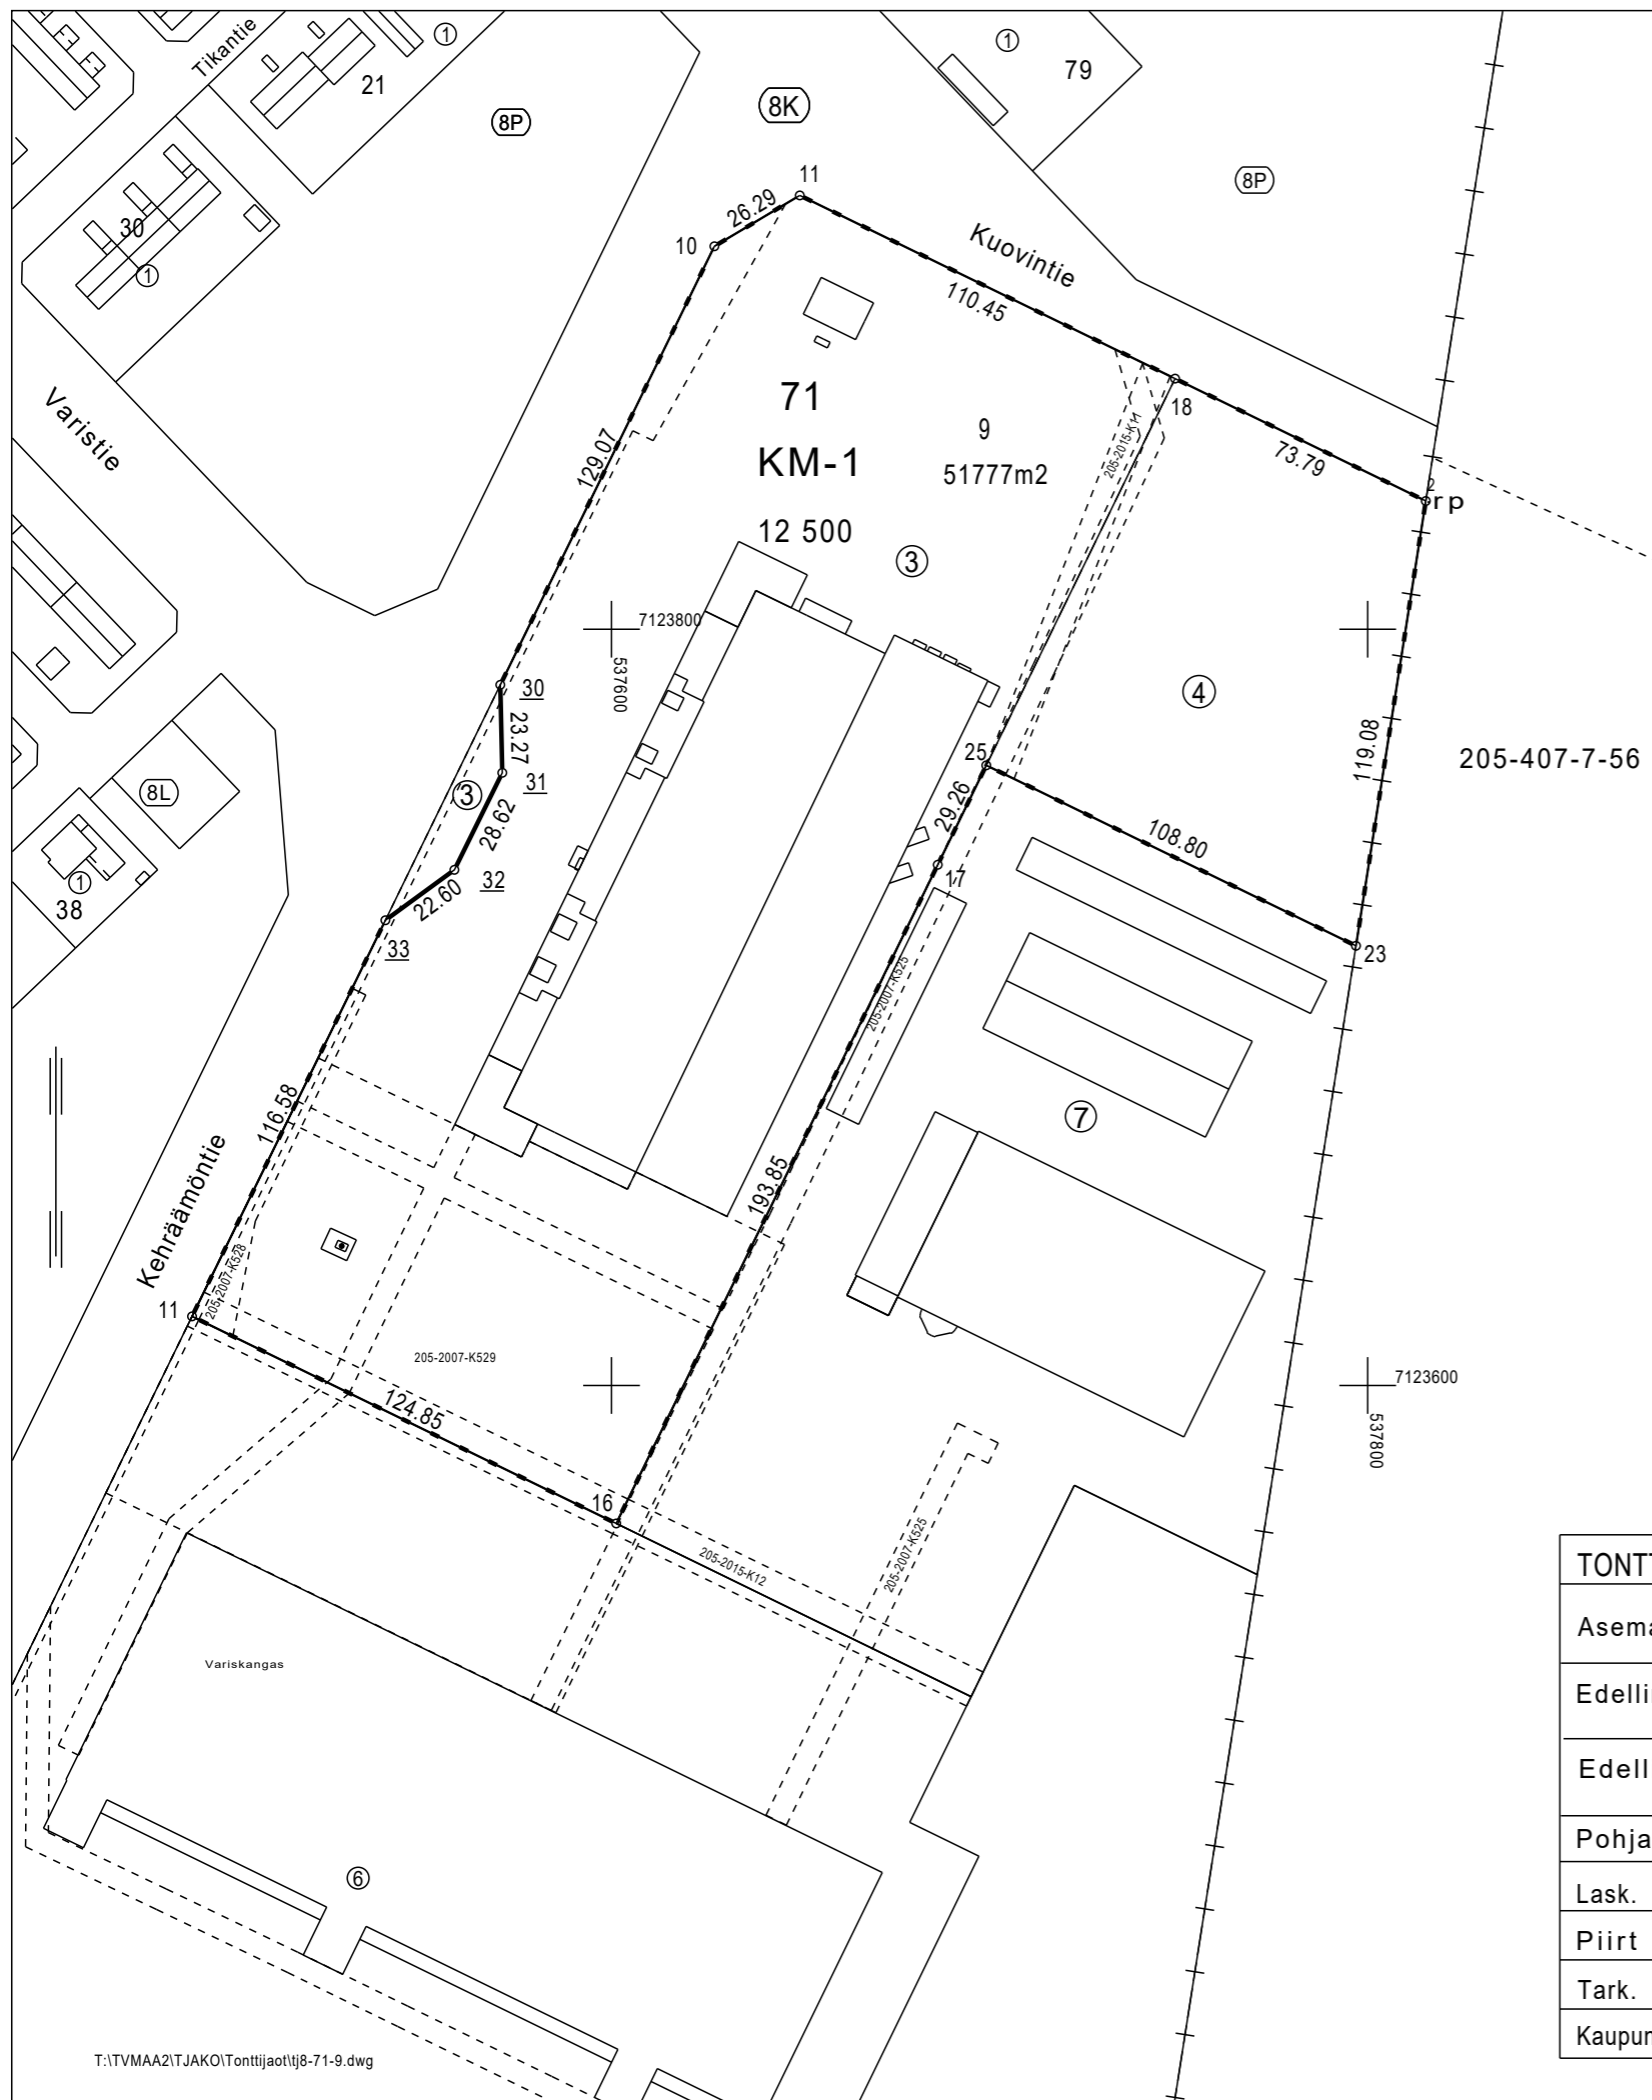 Tikantie
1
21
8P
8K
1
79
8P
30
1
11
26.29
10
Kuovintie
110.45
18
73.79
2
rp
Varistie
129.07
71
KM-1
12 500
9
51777m2
3
205-2015-K11
7123800
537600
30
23.27
31
3
28.62
32
22.60
33
4
119.08
205-407-7-56
25
29.26
108.80
17
23
8L
1
38
205-2007-K525
7
116.58
193.85
Kehräämöntie
205-2007-K528
11
205-2007-K529
124.85
7123600
537800
16
205-2015-K12
205-2007-K525
Variskangas
6
TONT
Asema
Edelli
Edell
Pohja
Lask.
Piirt
Tark.
Kaupun
T:\TVMAA2\TJAKO\Tonttijaot\tj8-71-9.dwg